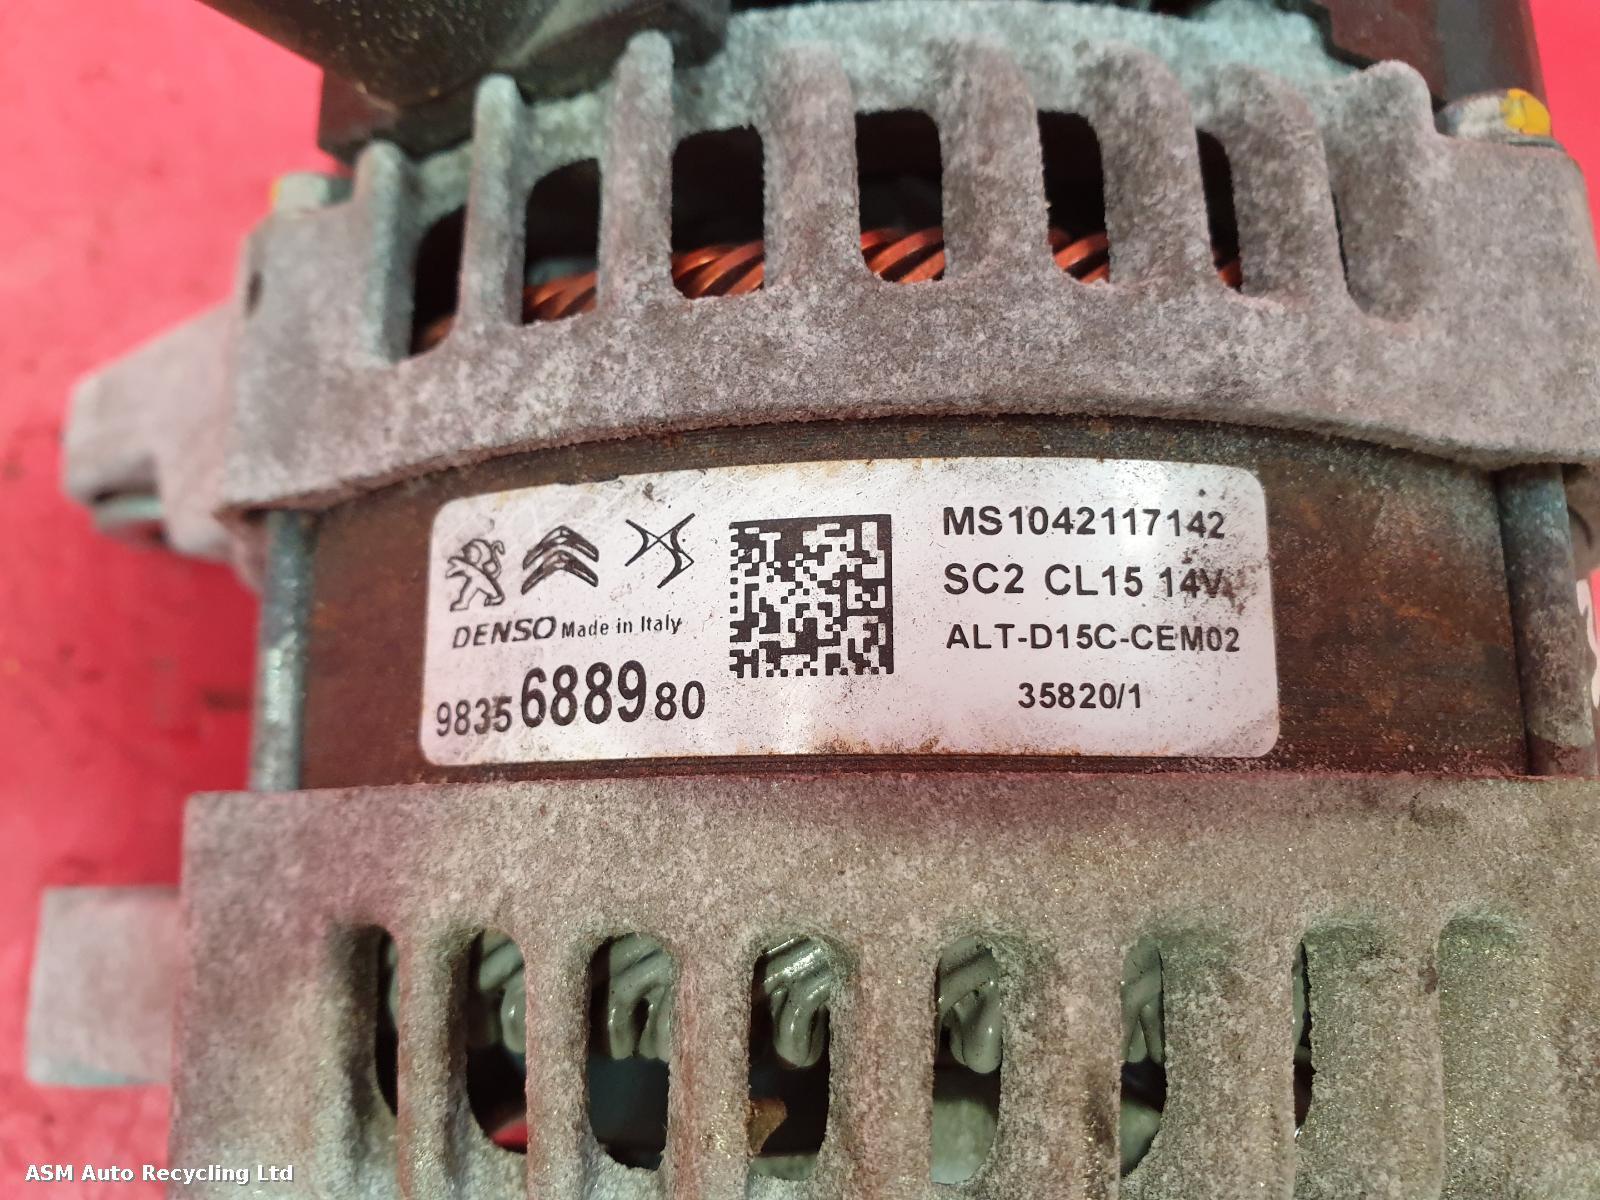 DENSO Made in Italy
9835688980
MS1042117142
SC2 CL15 14V
ALT-D15C-CEM02
35820/1
ASM Auto Recycling Ltd